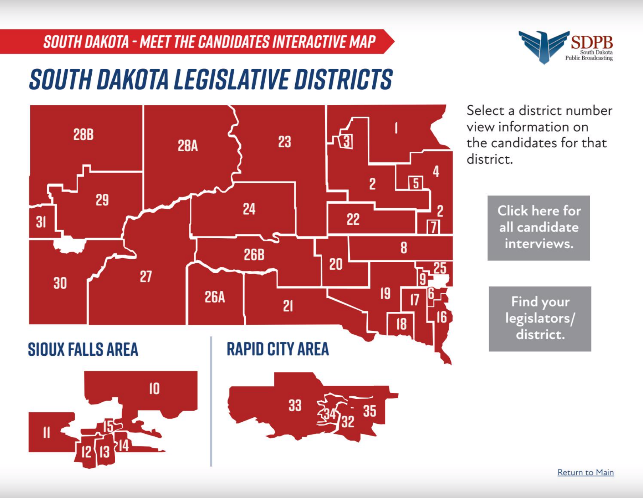 SOUTH DAKOTA - MEET THE CANDIDATES INTERACTIVE MAP
SDPB
South Dakota
Public Broadcasting
SOUTH DAKOTA LEGISLATIVE DISTRICTS
Select a district number
view information on
the candidates for that
district.
28B
28A
23
1
3
29
2
4
5
31
24
22
2
7
30
27
26B
20
8
25
9
26A
21
19
17
6
18
16
Click here for
all candidate
interviews.
Find your
legislators/
district.
SIOUX FALLS AREA
10
11
15
12
13
14
RAPID CITY AREA
33
34
32
35
Return to Main